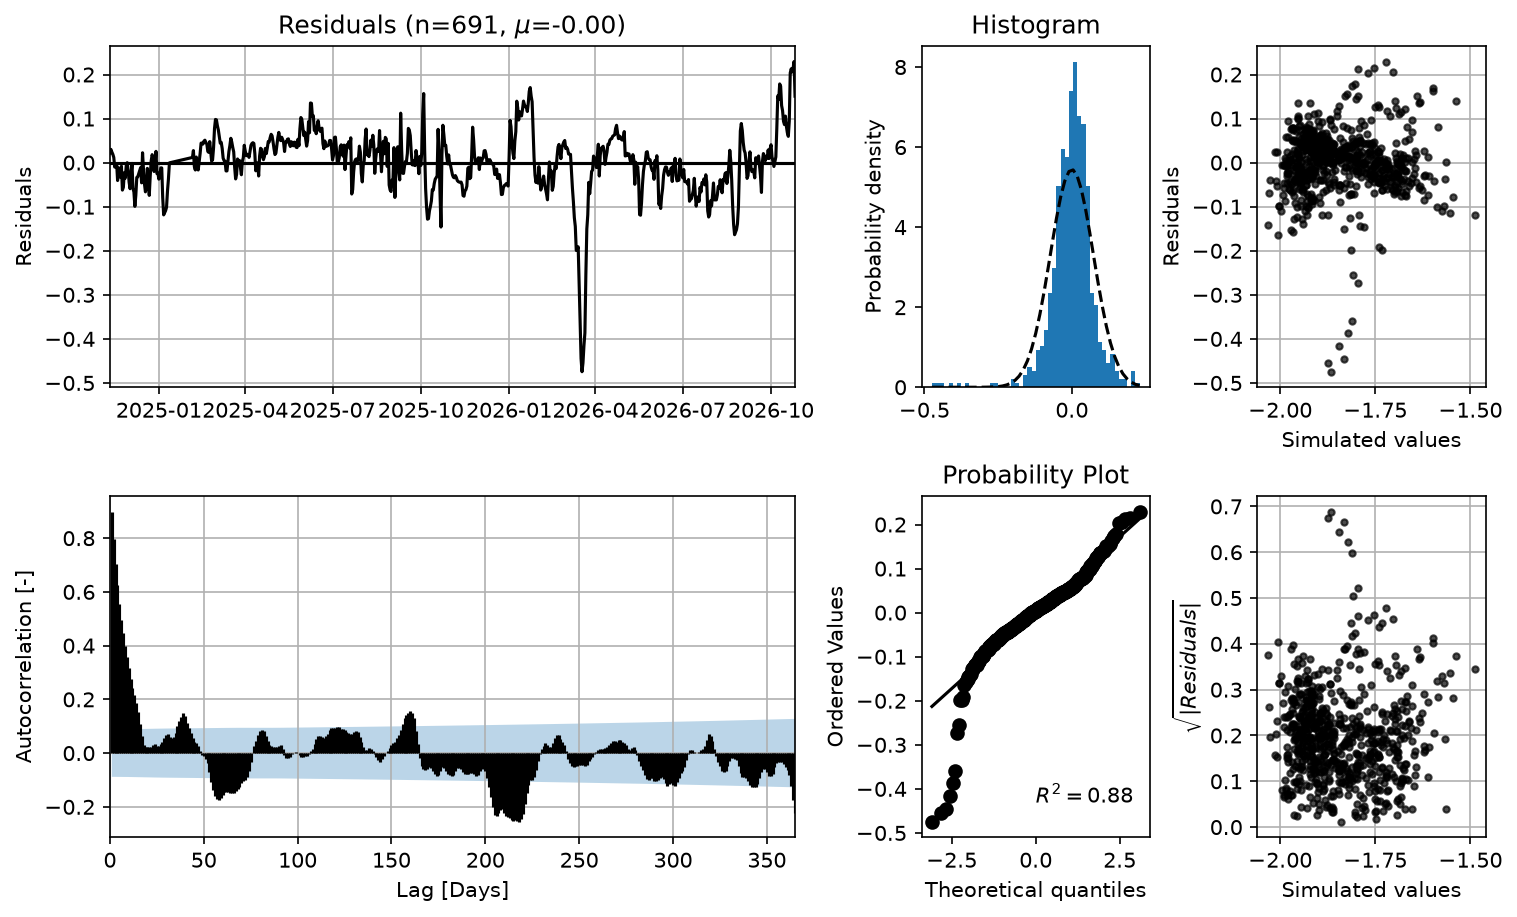 Residuals (n=691, μ=-0.00)
Residuals
0.2
0.1
0.0
−0.1
−0.2
−0.3
−0.4
−0.5
2025-01 2025-04 2025-07 2025-10 2026-01 2026-04 2026-07 2026-10
Histogram
Probability density
8
6
4
2
0
−0.5 0.0
Residuals
0.2
0.1
0.0
−0.1
−0.2
−0.3
−0.4
−0.5
−2.00 −1.75 −1.50
Simulated values
Autocorrelation [-]
0.8
0.6
0.4
0.2
0.0
−0.2
0 50 100 150 200 250 300 350
Lag [Days]
Probability Plot
Ordered Values
0.2
0.1
0.0
−0.1
−0.2
−0.3
−0.4
−0.5
R² = 0.88
−2.5 0.0 2.5
Theoretical quantiles
√|Residuals|
0.7
0.6
0.5
0.4
0.3
0.2
0.1
0.0
−2.00 −1.75 −1.50
Simulated values